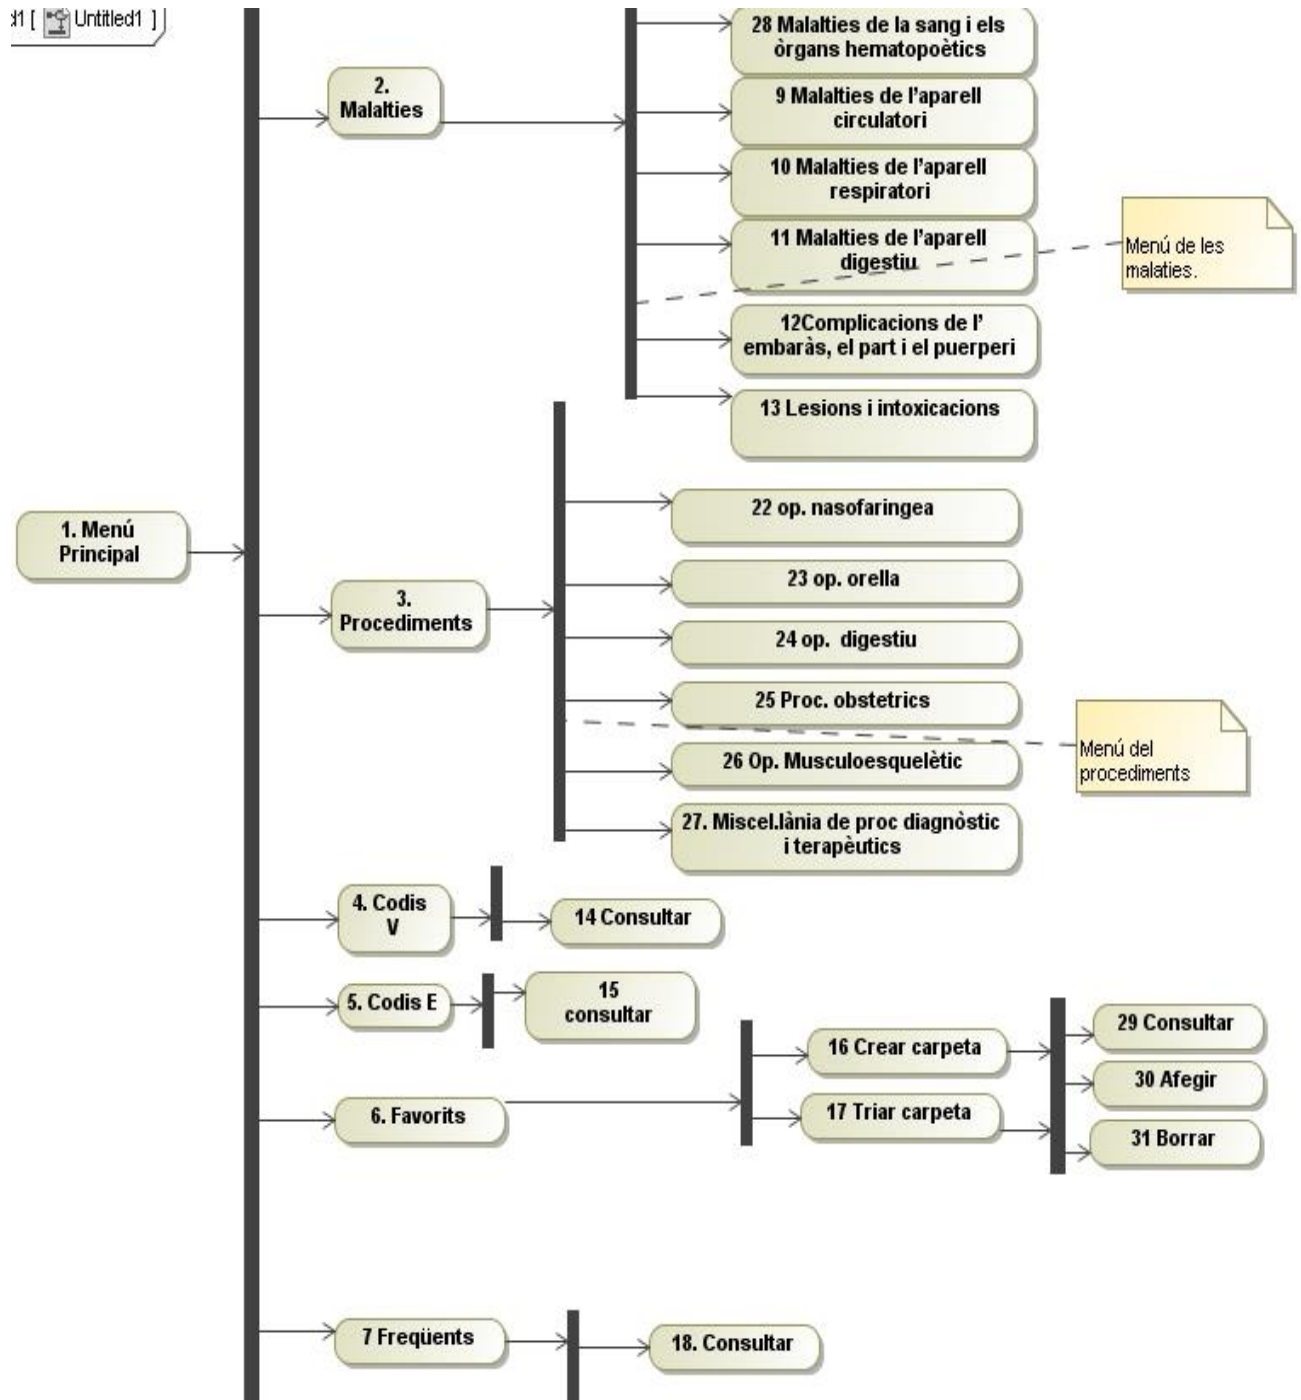 d1 [ Untitled1 ]
28 Malalties de la sang i els
òrgans hematopoètics
2.
Malalties
9 Malalties de l'aparell
circulatori
10 Malalties de l'aparell
respiratori
11 Malalties de l'aparell
digestiu
Menú de les
malaties.
12Complicacions de l'
embaràs, el part i el puerperi
13 Lesions i intoxicacions
1. Menú
Principal
3.
Procediments
22 op. nasofaringea
23 op. orella
24 op.  digestiu
25 Proc. obstetrics
26 Op. Musculoesquelètic
27. Miscel.lània de proc diagnòstic
i terapèutics
Menú del
procediments
4. Codis
V
14 Consultar
5. Codis E
15
consultar
6. Favorits
16 Crear carpeta
17 Triar carpeta
29 Consultar
30 Afegir
31 Borrar
7 Freqüents
18. Consultar